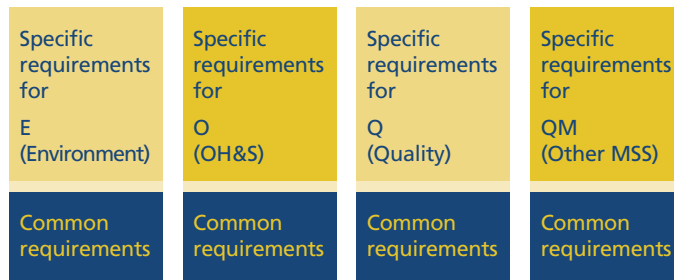 Specific
requirements
for
E
(Environment)
Common
requirements
Specific
requirements
for
O
(OH&S)
Common
requirements
Specific
requirements
for
Q
(Quality)
Common
requirements
Specific
requirements
for
QM
(Other MSS)
Common
requirements